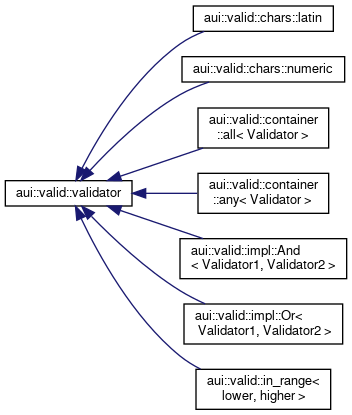 aui::valid::chars::latin
aui::valid::chars::numeric
aui::valid::container
::all< Validator >
aui::valid::validator
aui::valid::container
::any< Validator >
aui::valid::impl::And
< Validator1, Validator2 >
aui::valid::impl::Or<
Validator1, Validator2 >
aui::valid::in_range<
lower, higher >